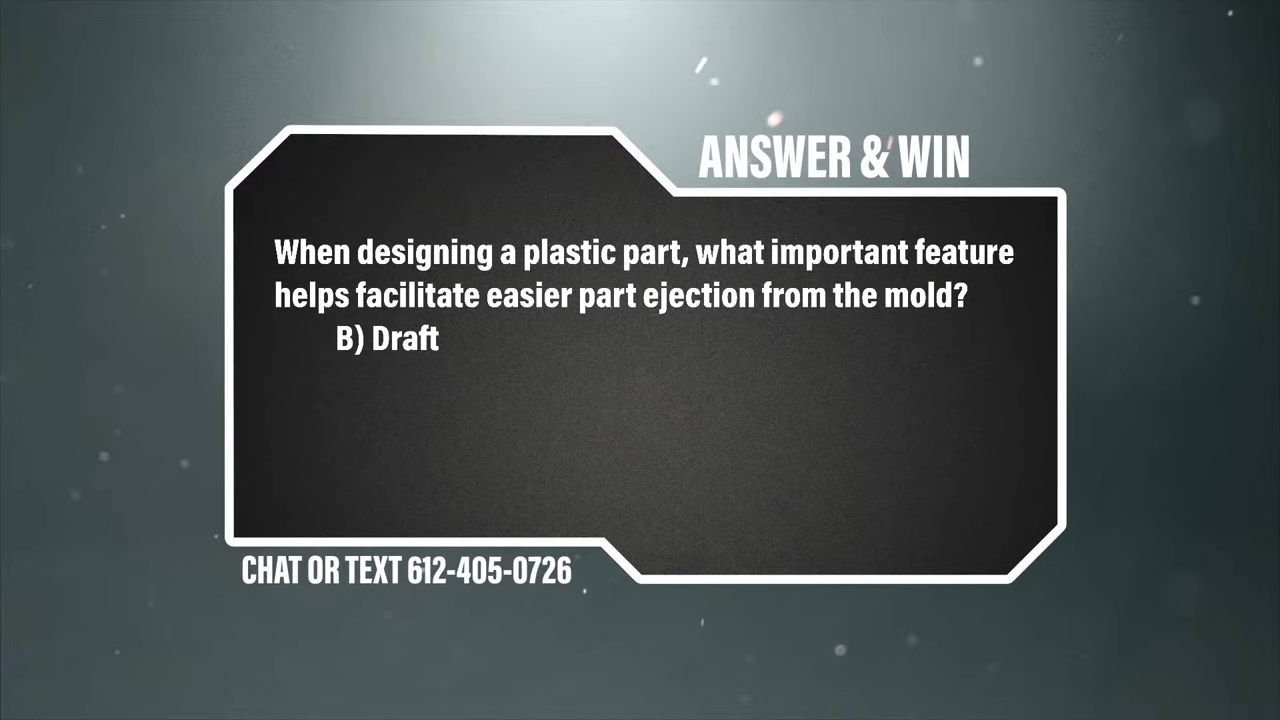 ANSWER & WIN
When designing a plastic part, what important feature
helps facilitate easier part ejection from the mold?
B) Draft
CHAT OR TEXT 612-405-0726